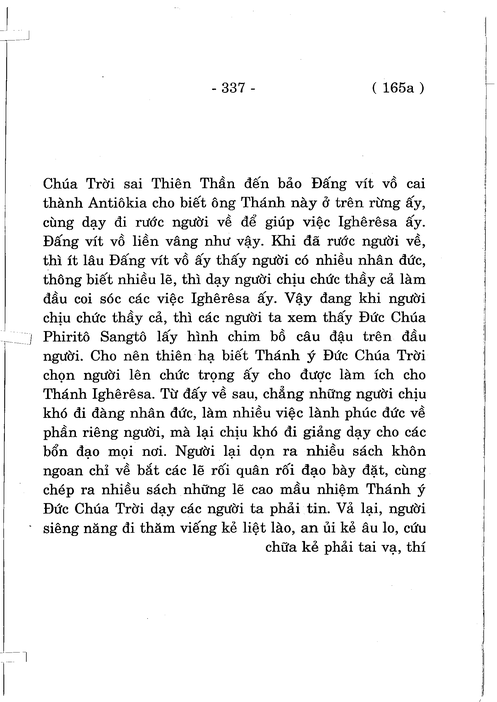 - 337 - ( 165a )
Chúa Trời sai Thiên Thần đến bảo Đấng vít vồ cai
thành Antiôkia cho biết ông Thánh này ở trên rừng ấy,
cùng dạy đi rước người về để giúp việc Ighêrêsa ấy.
Đấng vít vồ liền vâng như vậy. Khi đã rước người về,
thì ít lâu Đấng vít vồ ấy thấy người có nhiều nhân đức,
thông biết nhiều lẽ, thì dạy người chịu chức thầy cả làm
đầu coi sóc các việc Ighêrêsa ấy. Vậy đang khi người
chịu chức thầy cả, thì các người ta xem thấy Đức Chúa
Phiritô Sangtô lấy hình chim bồ câu đậu trên đầu
người. Cho nên thiên hạ biết Thánh ý Đức Chúa Trời
chọn người lên chức trọng ấy cho được làm ích cho
Thánh Ighêrêsa. Từ đấy về sau, chẳng những người chịu
khó đi đàng nhân đức, làm nhiều việc lành phúc đức về
phần riêng người, mà lại chịu khó đi giảng dạy cho các
bổn đạo mọi nơi. Người lại dọn ra nhiều sách khôn
ngoan chỉ về bắt các lẽ rối quân rối đạo bày đặt, cùng
chép ra nhiều sách những lẽ cao mầu nhiệm Thánh ý
Đức Chúa Trời dạy các người ta phải tin. Vả lại, người
siêng năng đi thăm viếng kẻ liệt lào, an ủi kẻ âu lo, cứu
chữa kẻ phải tai vạ, thí